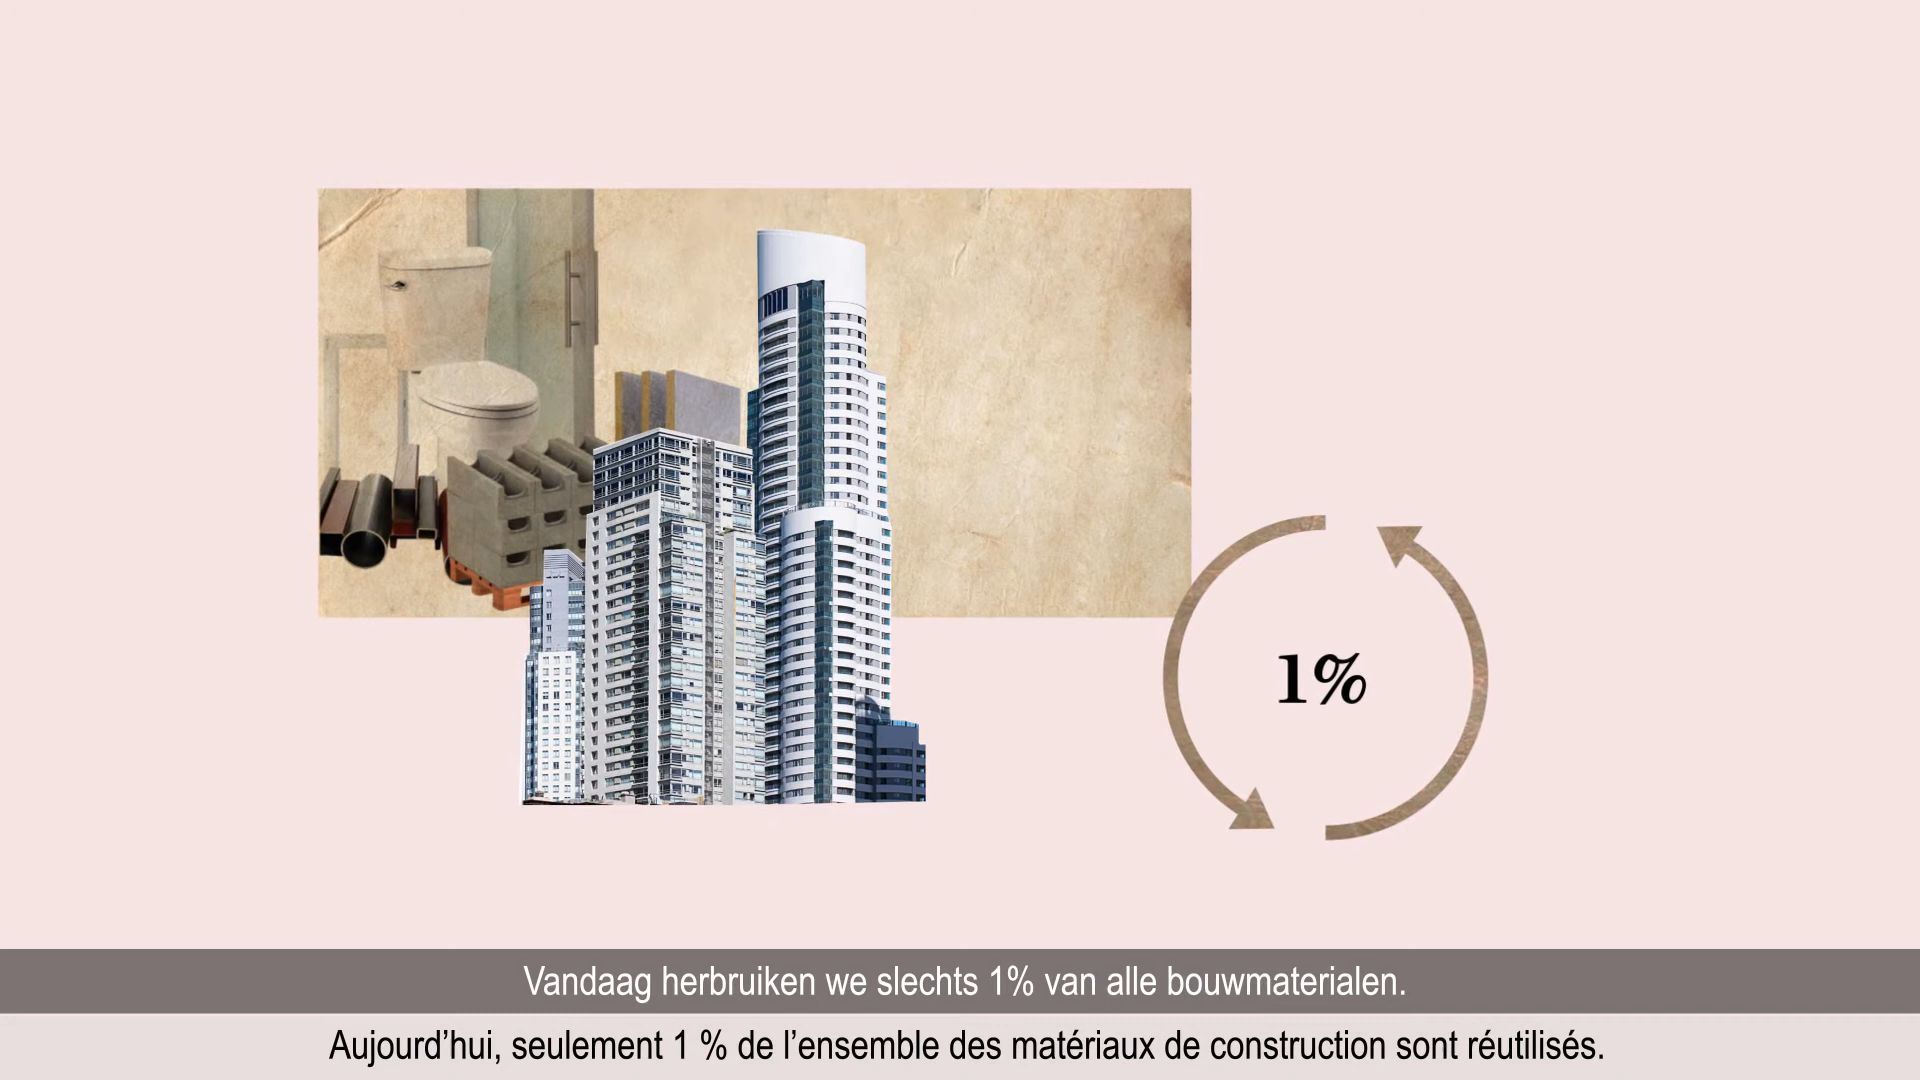 1%
Vandaag herbruiken we slechts 1% van alle bouwmaterialen.
Aujourd’hui, seulement 1 % de l’ensemble des matériaux de construction sont réutilisés.